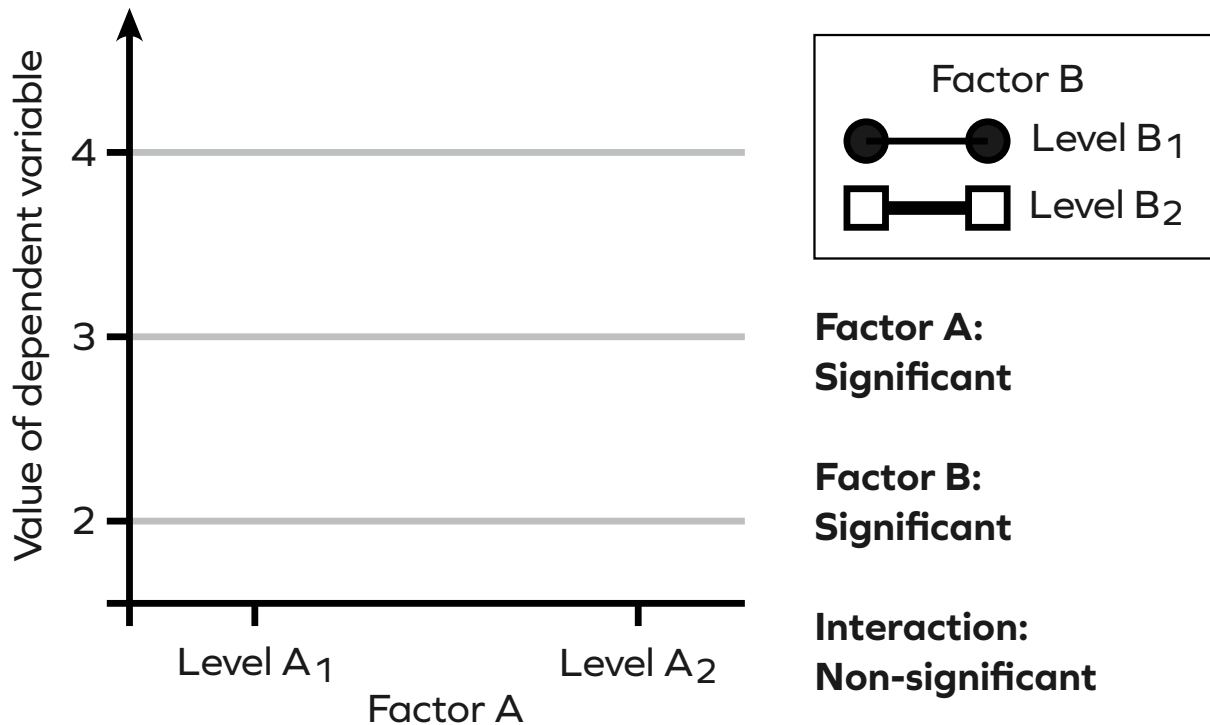 Value of dependent variable
4
3
2
Level A1
Level A2
Factor A
Factor B
Level B1
Level B2
Factor A:
Significant
Factor B:
Significant
Interaction:
Non-significant